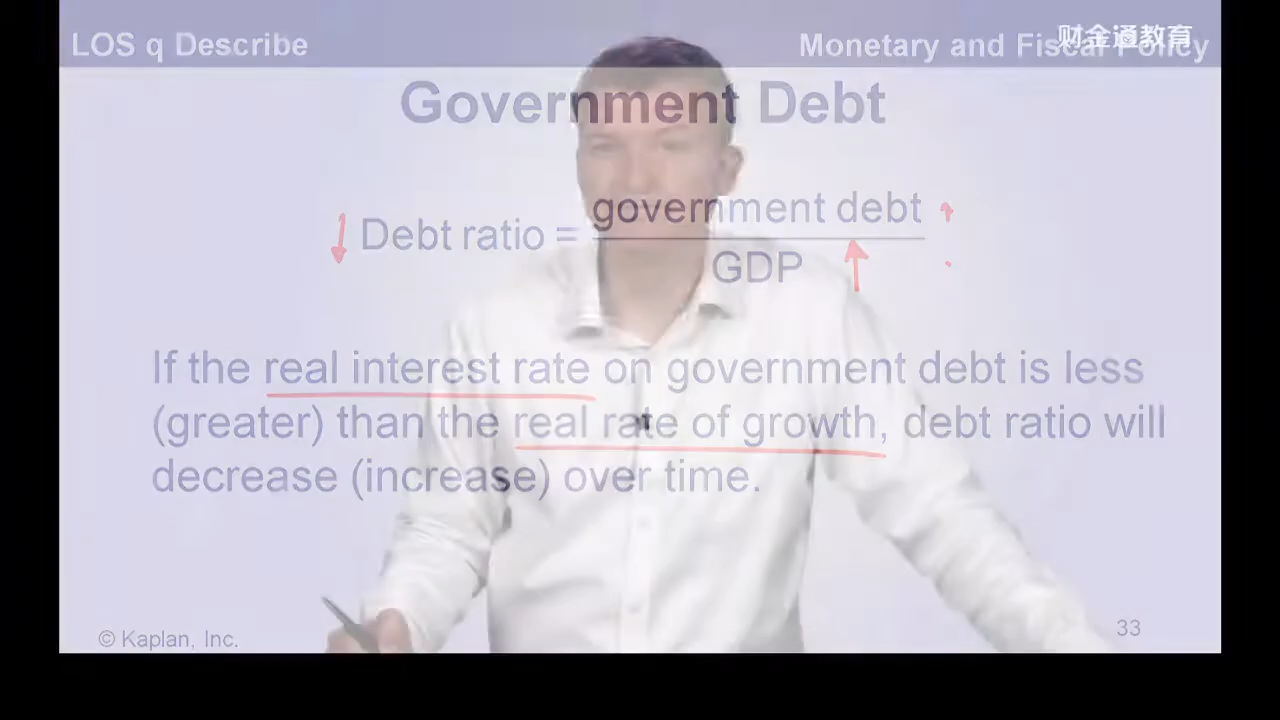 LOS q Describe
Monetary and Fiscal Policy
财金通教育
Government Debt
government debt
Debt ratio =
GDP
If the real interest rate on government debt is less
(greater) than the real rate of growth, debt ratio will
decrease (increase) over time.
© Kaplan, Inc.
33